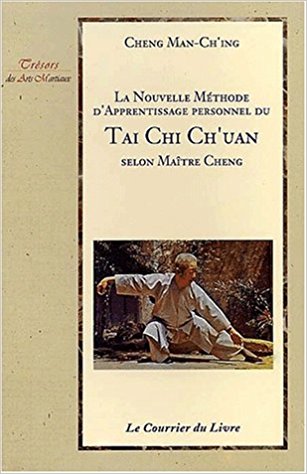 Trésors
des Arts Martiaux
CHENG MAN-CH'ING
LA NOUVELLE MÉTHODE
D'APPRENTISSAGE PERSONNEL DU
TAI CHI CH'UAN
SELON MAÎTRE CHENG
Le Courrier du Livre